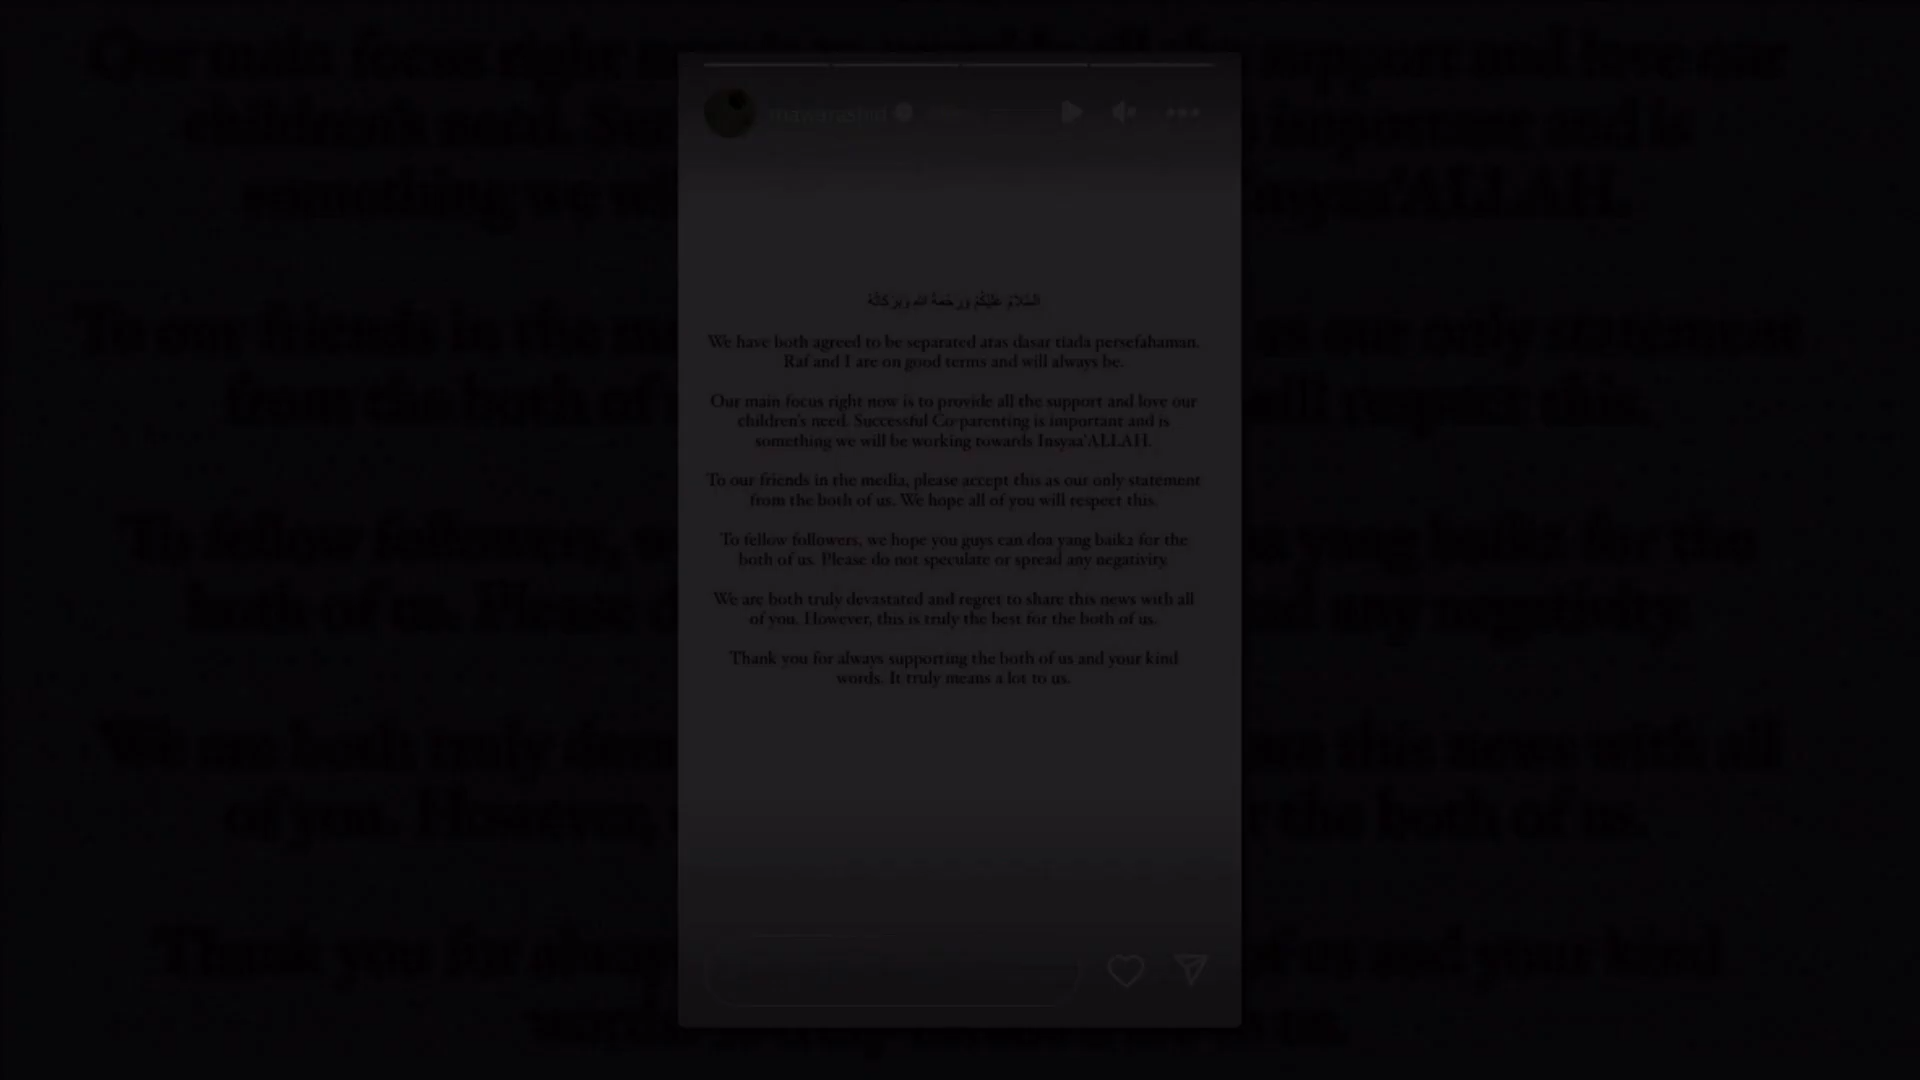 mawarrashid
السَّلاَمُ عَلَيْكُمْ وَرَحْمَةُ اللهِ وَبَرَكَاتُهُ
We have both agreed to be separated atas dasar tiada persefahaman.
Raf and I are on good terms and will always be.
Our main focus right now is to provide all the support and love our
children's need. Successful Co-parenting is important and is
something we will be working towards Insyaa'ALLAH.
To our friends in the media, please accept this as our only statement
from the both of us. We hope all of you will respect this.
To fellow followers, we hope you guys can doa yang baik2 for the
both of us. Please do not speculate or spread any negativity.
We are both truly devastated and regret to share this news with all
of you. However, this is truly the best for the both of us.
Thank you for always supporting the both of us and your kind
words. It truly means a lot to us.